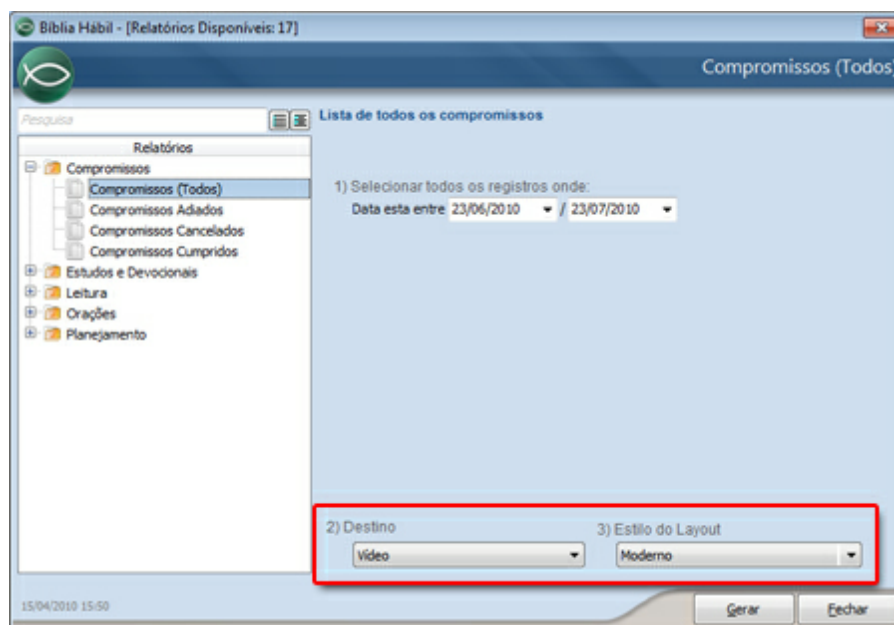 Bíblia Hábil - [Relatórios Disponíveis: 17]
Compromissos (Todos)
Pesquisa
Lista de todos os compromissos
Relatórios
Compromissos
Compromissos (Todos)
Compromissos Adiados
Compromissos Cancelados
Compromissos Cumpridos
Estudos e Devocionais
Leitura
Orações
Planejamento
1) Selecionar todos os registros onde:
Data esta entre 23/06/2010 / 23/07/2010
2) Destino
Vídeo
3) Estilo do Layout
Moderno
15/04/2010 15:50
Gerar
Fechar